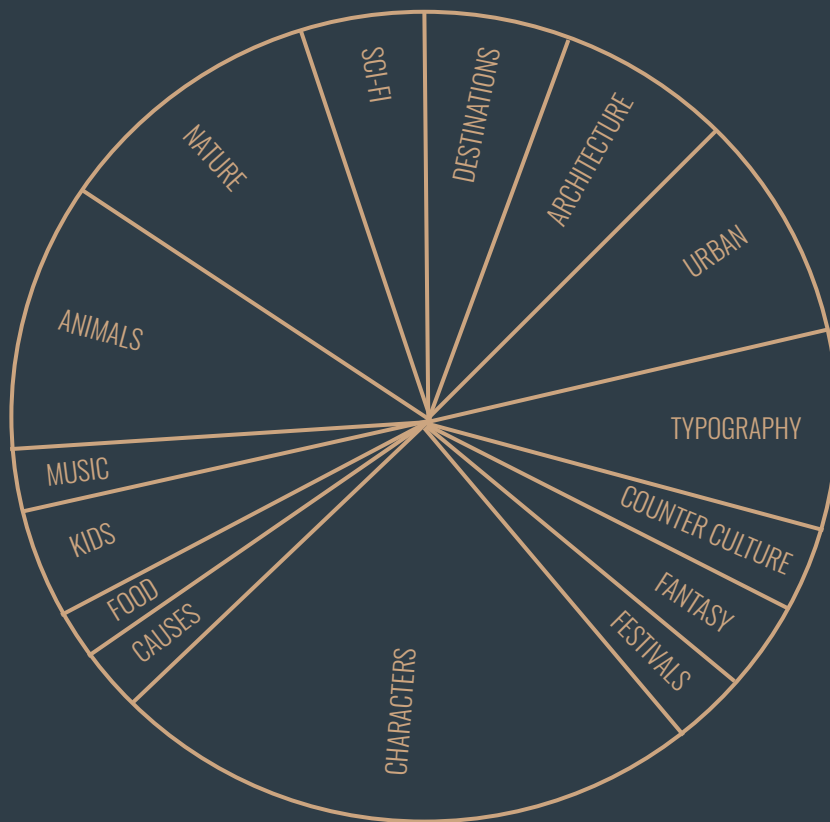 SCI-FI
DESTINATIONS
ARCHITECTURE
URBAN
TYPOGRAPHY
COUNTER CULTURE
FANTASY
FESTIVALS
CHARACTERS
CAUSES
FOOD
KIDS
MUSIC
ANIMALS
NATURE